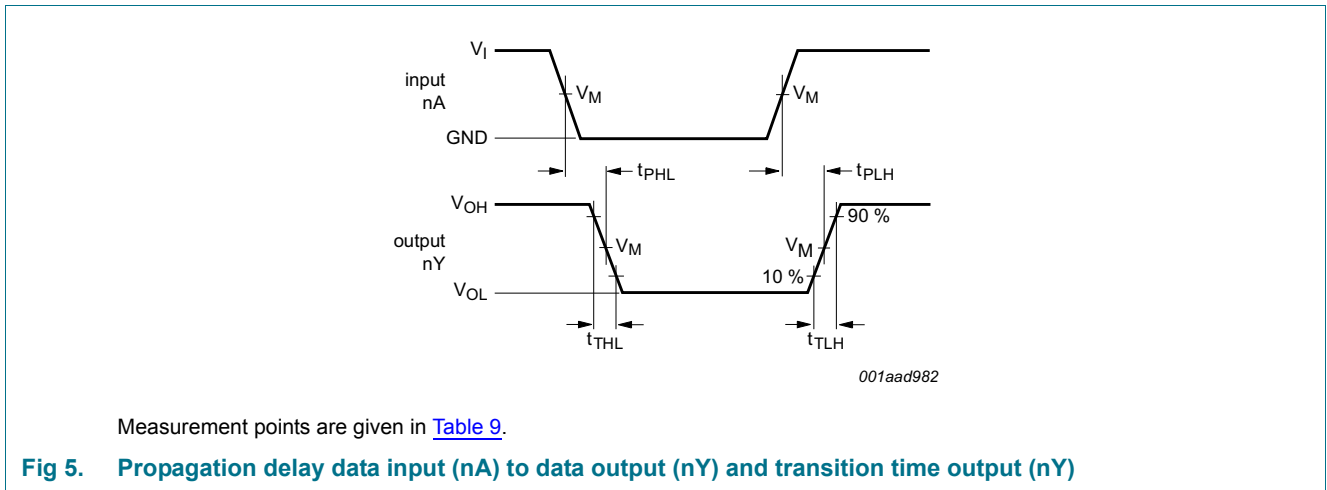 VI
input
nA
VM
VM
GND
tPHL
tPLH
VOH
90 %
output
nY
VM
VM
10 %
VOL
tTHL
tTLH
001aad982
Measurement points are given in Table 9.
Fig 5. Propagation delay data input (nA) to data output (nY) and transition time output (nY)